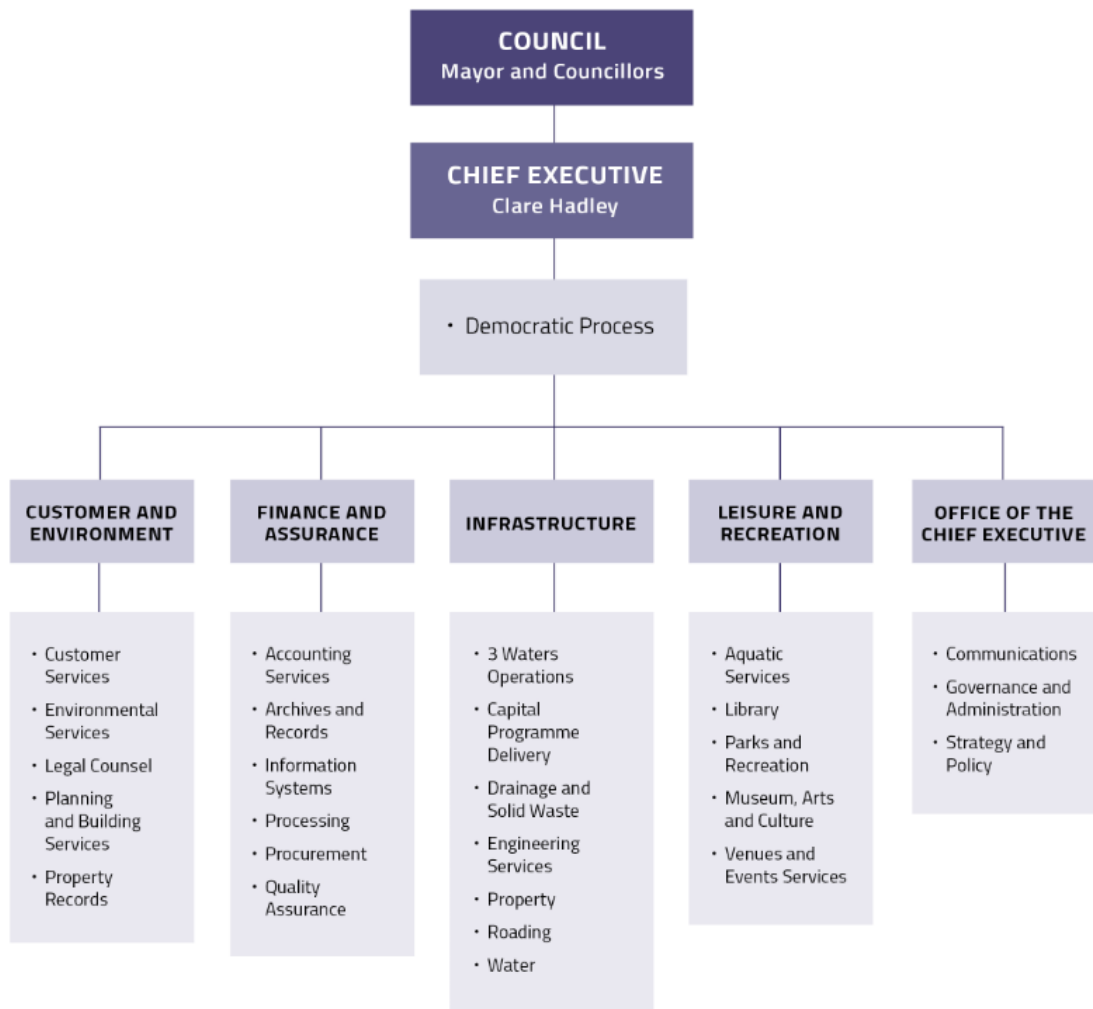 COUNCIL
Mayor and Councillors
CHIEF EXECUTIVE
Clare Hadley
• Democratic Process
CUSTOMER AND
ENVIRONMENT
• Customer
Services
• Environmental
Services
• Legal Counsel
• Planning
and Building
Services
• Property
Records
FINANCE AND
ASSURANCE
• Accounting
Services
• Archives and
Records
• Information
Systems
• Processing
• Procurement
• Quality
Assurance
INFRASTRUCTURE
• 3 Waters
Operations
• Capital
Programme
Delivery
• Drainage and
Solid Waste
• Engineering
Services
• Property
• Roading
• Water
LEISURE AND
RECREATION
• Aquatic
Services
• Library
• Parks and
Recreation
• Museum, Arts
and Culture
• Venues and
Events Services
OFFICE OF THE
CHIEF EXECUTIVE
• Communications
• Governance and
Administration
• Strategy and
Policy